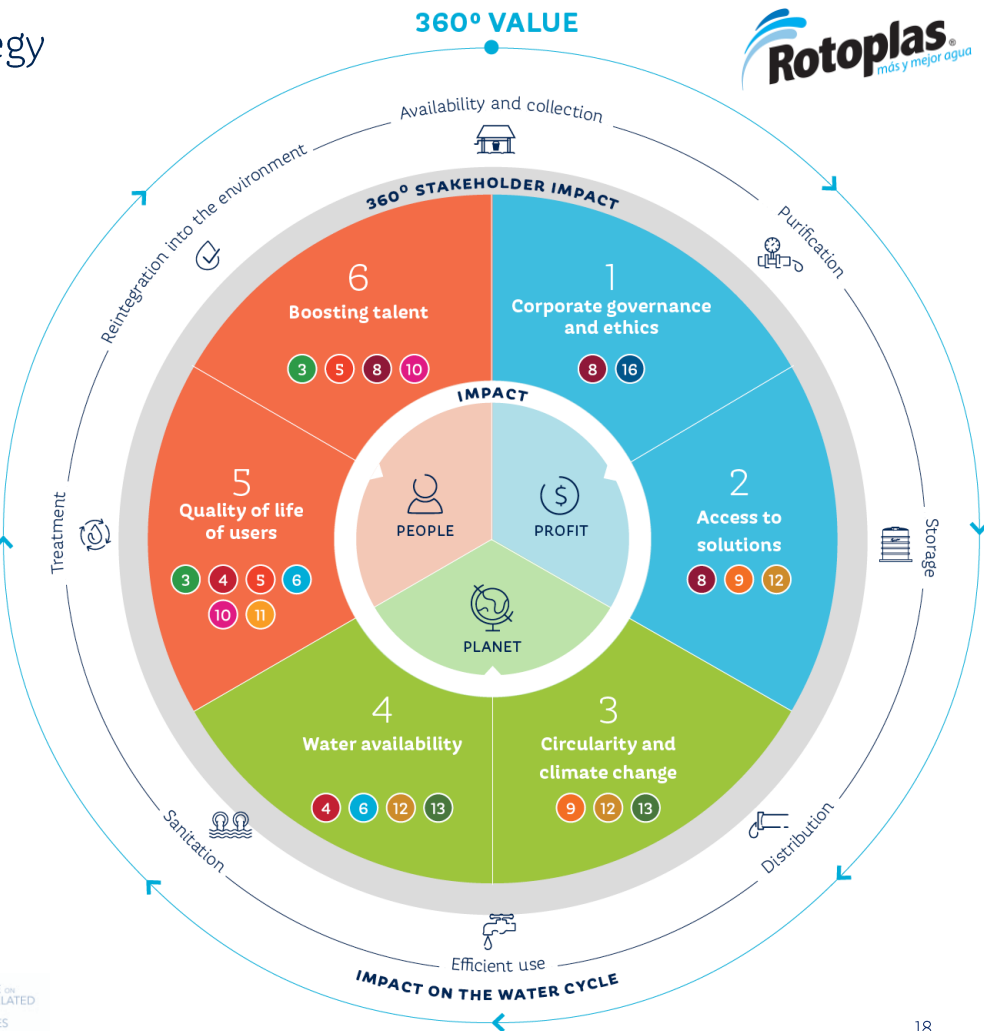 egy
360º VALUE
Rotoplas®
más y mejor agua
Availability and collection
Purification
Storage
Distribution
Efficient use
Sanitation
Treatment
Reintegration into the environment
360º STAKEHOLDER IMPACT
6
Boosting talent
3 5 8 10
1
Corporate governance
and ethics
8 16
IMPACT
PEOPLE
$
PROFIT
PLANET
5
Quality of life
of users
3 4 5 6
10 11
2
Access to
solutions
8 9 12
4
Water availability
4 6 12 13
3
Circularity and
climate change
9 12 13
IMPACT ON THE WATER CYCLE
ON
LATED
ES
18